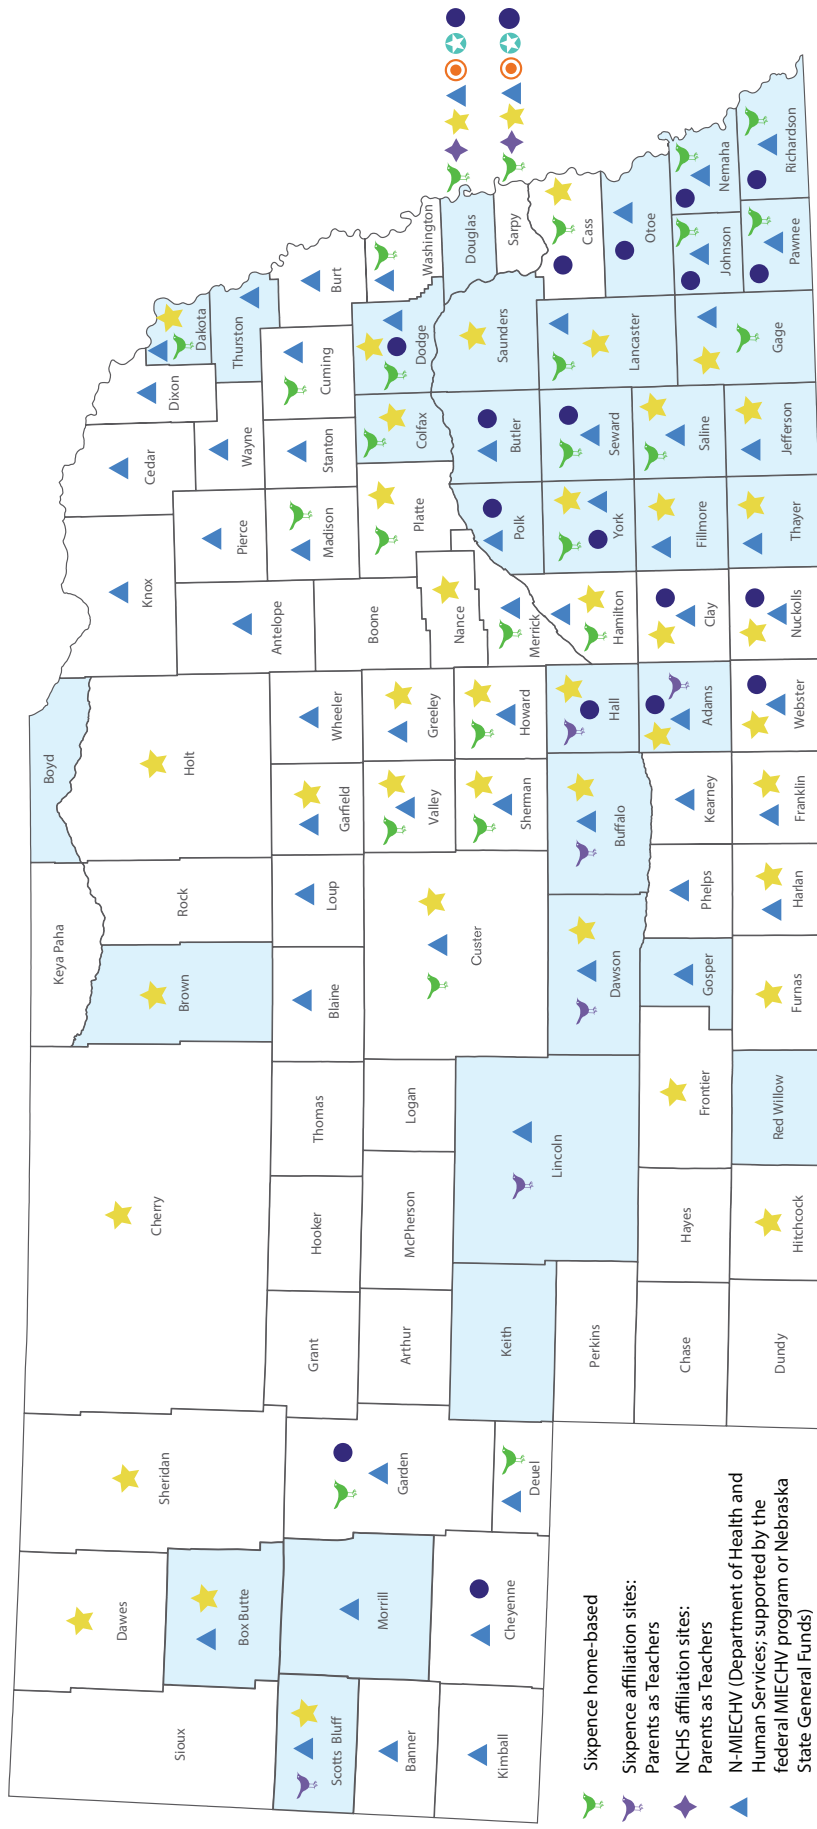 Sioux
Dawes
Sheridan
Cherry
Keya Paha
Boyd
Knox
Cedar
Dixon
Dakota
Box Butte
Brown
Rock
Holt
Antelope
Pierce
Wayne
Thurston
Scotts Bluff
Morrill
Garden
Grant
Hooker
Thomas
Blaine
Loup
Garfield
Wheeler
Boone
Madison
Stanton
Cuming
Burt
Banner
Arthur
McPherson
Logan
Custer
Valley
Greeley
Nance
Platte
Colfax
Dodge
Washington
Kimball
Cheyenne
Deuel
Keith
Lincoln
Sherman
Howard
Merrick
Polk
Butler
Saunders
Douglas
Sarpy
Perkins
Dawson
Buffalo
Hall
Hamilton
York
Seward
Lancaster
Cass
Otoe
Chase
Hayes
Frontier
Gosper
Phelps
Kearney
Adams
Clay
Fillmore
Saline
Gage
Johnson
Nemaha
Dundy
Hitchcock
Red Willow
Furnas
Harlan
Franklin
Webster
Nuckolls
Thayer
Jefferson
Pawnee
Richardson
Sixpence home-based
Sixpence affiliation sites:
Parents as Teachers
NCHS affiliation sites:
Parents as Teachers
N-MIECHV (Department of Health and
Human Services; supported by the
federal MIECHV program or Nebraska
State General Funds)